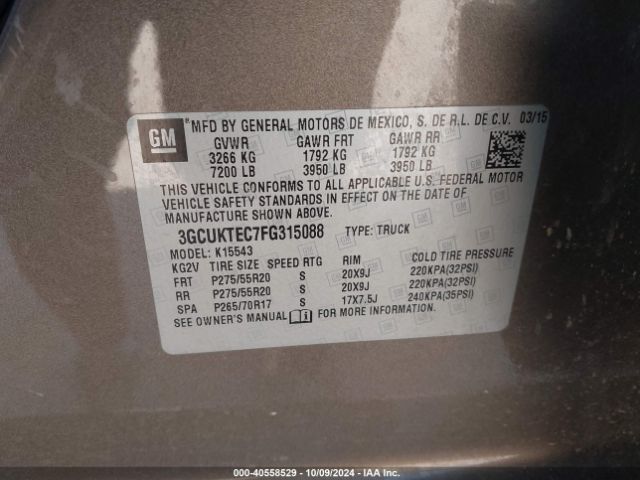 GM
® MFD BY GENERAL MOTORS DE MEXICO, S. DE R.L. DE C.V. 03/15
GVWR GAWR FRT GAWR RR
3266 KG 1792 KG 1792 KG
7200 LB 3950 LB 3950 LB
THIS VEHICLE CONFORMS TO ALL APPLICABLE U.S. FEDERAL MOTOR
VEHICLE SAFETY STANDARDS IN EFFECT ON THE DATE OF
MANUFACTURE SHOWN ABOVE.
3GCUKTEC7FG315088 TYPE: TRUCK
MODEL: K15543
KG2V TIRE SIZE SPEED RTG RIM COLD TIRE PRESSURE
FRT P275/55R20 S 20X9J 220KPA(32PSI)
RR P275/55R20 S 20X9J 220KPA(32PSI)
SPA P265/70R17 S 17X7.5J 240KPA(35PSI)
SEE OWNER'S MANUAL FOR MORE INFORMATION.
000-40558529 - 10/09/2024 - IAAI.COM